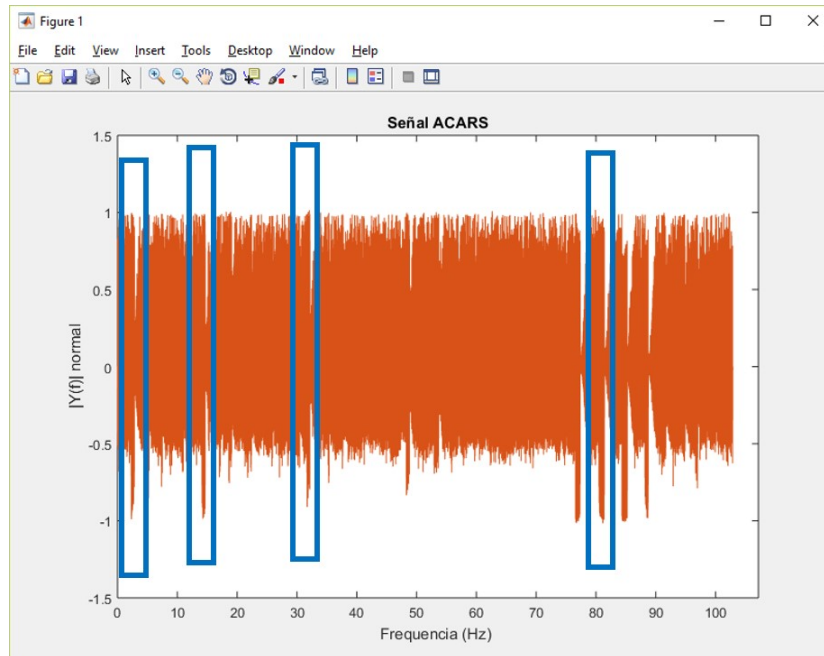 Figure 1
File Edit View Insert Tools Desktop Window Help
Señal ACARS
1.5
1
0.5
0
-0.5
-1
-1.5
|Y(f)| normal
0 10 20 30 40 50 60 70 80 90 100
Frequencia (Hz)